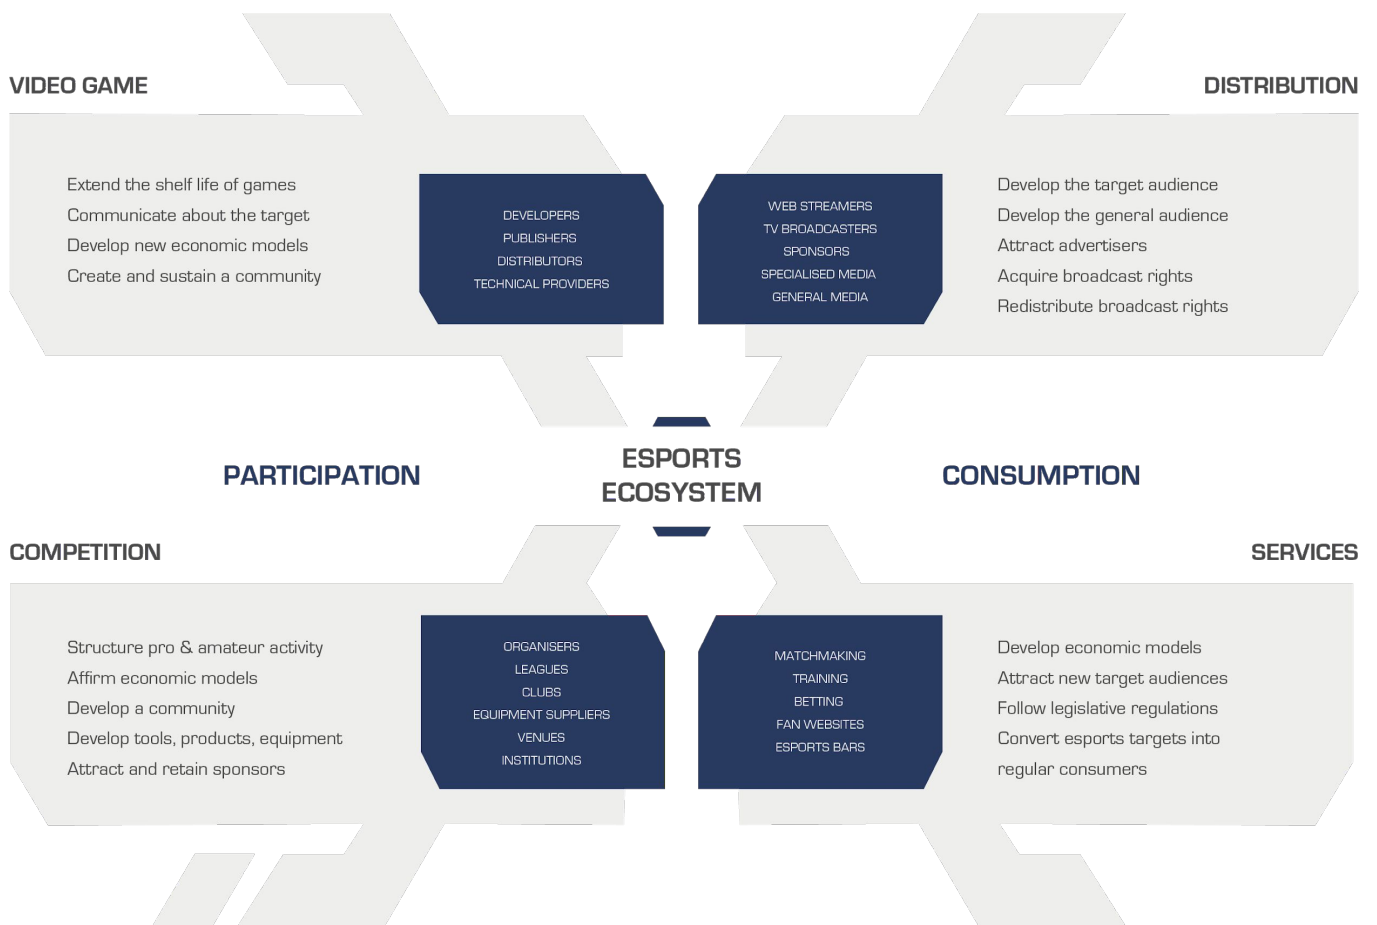 VIDEO GAME
Extend the shelf life of games
Communicate about the target
Develop new economic models
Create and sustain a community
DEVELOPERS
PUBLISHERS
DISTRIBUTORS
TECHNICAL PROVIDERS
DISTRIBUTION
WEB STREAMERS
TV BROADCASTERS
SPONSORS
SPECIALISED MEDIA
GENERAL MEDIA
Develop the target audience
Develop the general audience
Attract advertisers
Acquire broadcast rights
Redistribute broadcast rights
PARTICIPATION
ESPORTS
ECOSYSTEM
CONSUMPTION
COMPETITION
Structure pro & amateur activity
Affirm economic models
Develop a community
Develop tools, products, equipment
Attract and retain sponsors
ORGANISERS
LEAGUES
CLUBS
EQUIPMENT SUPPLIERS
VENUES
INSTITUTIONS
SERVICES
MATCHMAKING
TRAINING
BETTING
FAN WEBSITES
ESPORTS BARS
Develop economic models
Attract new target audiences
Follow legislative regulations
Convert esports targets into
regular consumers